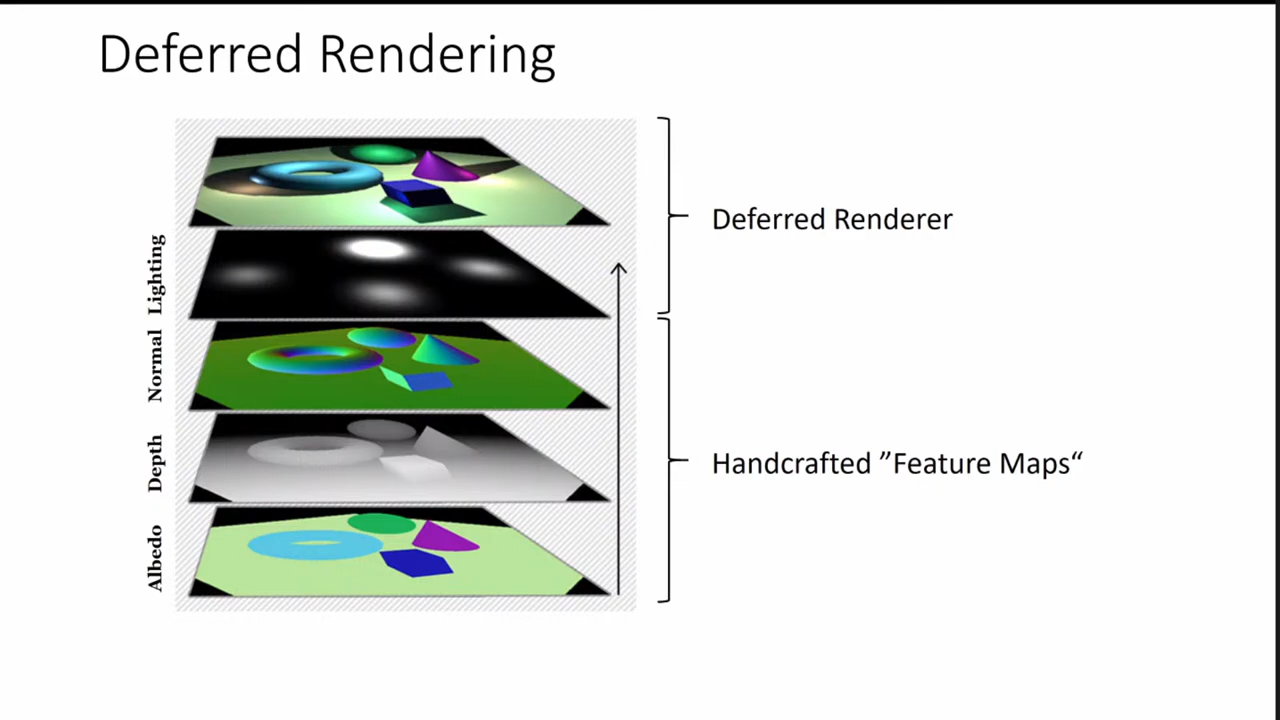 Deferred Rendering
Lighting
Normal
Depth
Albedo
Deferred Renderer
Handcrafted ”Feature Maps“